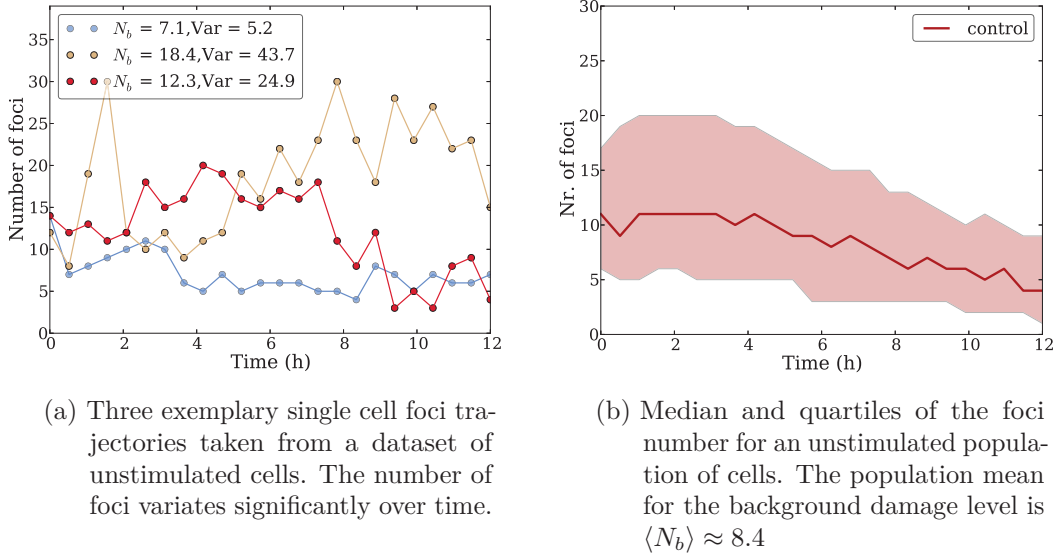 N_b = 7.1,Var = 5.2
N_b = 18.4,Var = 43.7
N_b = 12.3,Var = 24.9
Number of foci
0
5
10
15
20
25
30
35
0 2 4 6 8 10 12
Time (h)
control
Nr. of foci
0
5
10
15
20
25
30
0 2 4 6 8 10 12
Time (h)
(a) Three exemplary single cell foci tra-
jectories taken from a dataset of
unstimulated cells. The number of
foci variates significantly over time.
(b) Median and quartiles of the foci
number for an unstimulated popula-
tion of cells. The population mean
for the background damage level is
⟨N_b⟩ ≈ 8.4